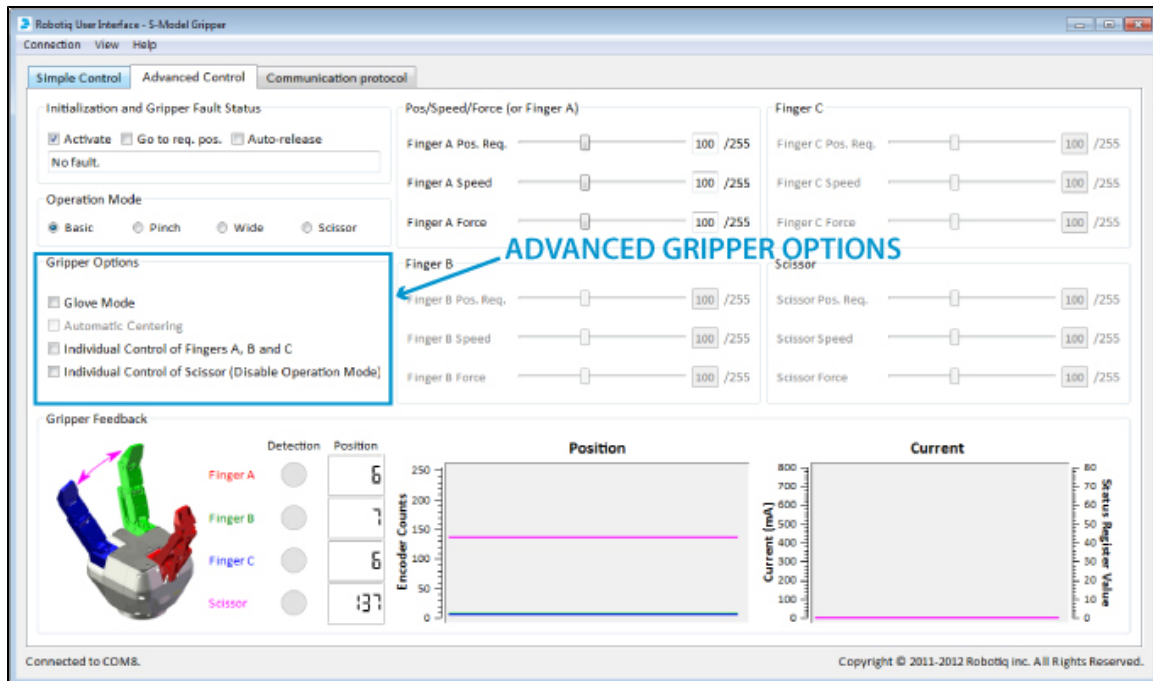 Robotiq User Interface - S-Model Gripper
Connection View Help
Simple Control Advanced Control Communication protocol
Initialization and Gripper Fault Status
Activate Go to req. pos. Auto-release
No fault.
Operation Mode
Basic Pinch Wide Scissor
Gripper Options
Glove Mode
Automatic Centering
Individual Control of Fingers A, B and C
Individual Control of Scissor (Disable Operation Mode)
Pos/Speed/Force (or Finger A)
Finger A Pos. Req. 100 /255
Finger A Speed 100 /255
Finger A Force 100 /255
Finger C
Finger C Pos. Req. 100 /255
Finger C Speed 100 /255
Finger C Force 100 /255
ADVANCED GRIPPER OPTIONS
Finger B
Finger B Pos. Req. 100 /255
Finger B Speed 100 /255
Finger B Force 100 /255
Scissor
Scissor Pos. Req. 100 /255
Scissor Speed 100 /255
Scissor Force 100 /255
Gripper Feedback
Detection Position
Finger A 6
Finger B 7
Finger C 6
Scissor 137
Position
Encoder Counts
250
200
150
100
50
0
Current
Current (mA)
800
700
600
500
400
300
200
100
0
80
70
60
50
40
30
20
10
0
Status Register Value
Connected to COM8.
Copyright © 2011-2012 Robotiq inc. All Rights Reserved.